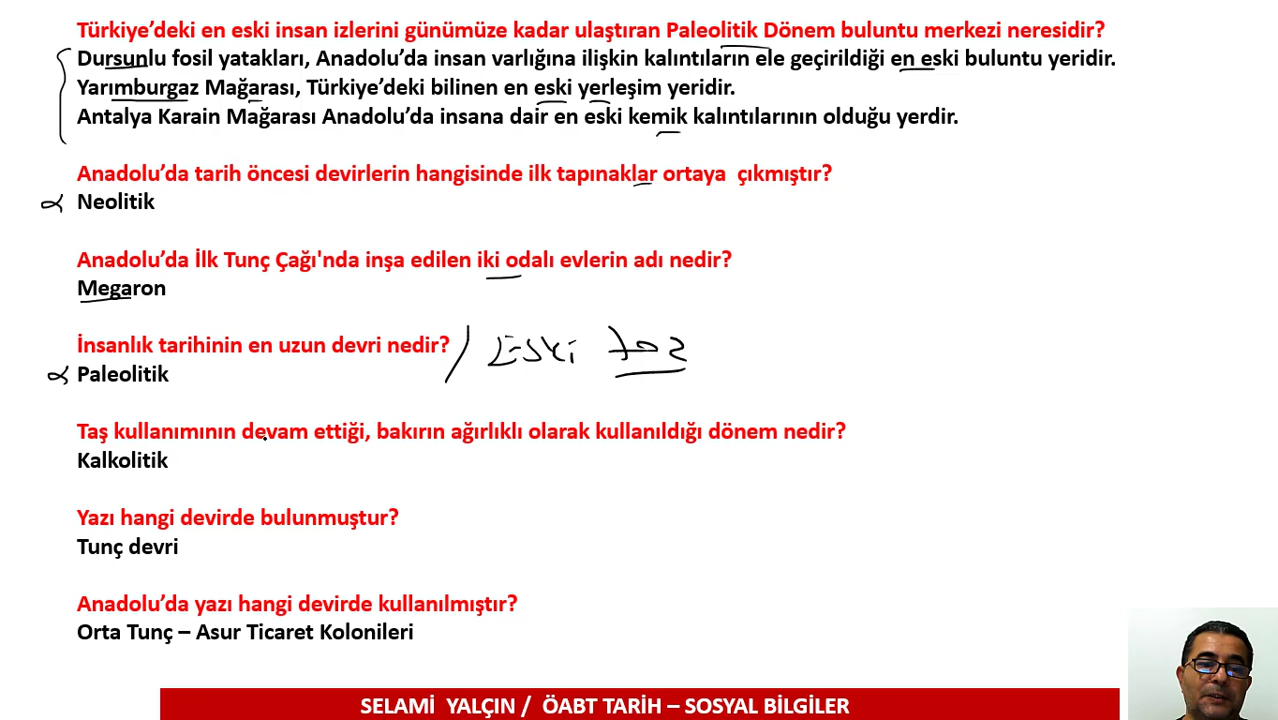 Türkiye’deki en eski insan izlerini günümüze kadar ulaştıran Paleolitik Dönem buluntu merkezi neresidir?
Dursunlu fosil yatakları, Anadolu’da insan varlığına ilişkin kalıntıların ele geçirildiği en eski buluntu yeridir.
Yarımburgaz Mağarası, Türkiye’deki bilinen en eski yerleşim yeridir.
Antalya Karain Mağarası Anadolu’da insana dair en eski kemik kalıntılarının olduğu yerdir.
Anadolu’da tarih öncesi devirlerin hangisinde ilk tapınaklar ortaya çıkmıştır?
Neolitik
Anadolu’da İlk Tunç Çağı'nda inşa edilen iki odalı evlerin adı nedir?
Megaron
İnsanlık tarihinin en uzun devri nedir? / Eski
Paleolitik
Taş kullanımının devam ettiği, bakırın ağırlıklı olarak kullanıldığı dönem nedir?
Kalkolitik
Yazı hangi devirde bulunmuştur?
Tunç devri
Anadolu’da yazı hangi devirde kullanılmıştır?
Orta Tunç – Asur Ticaret Kolonileri
SELAMİ YALÇIN / ÖABT TARİH – SOSYAL BİLGİLER